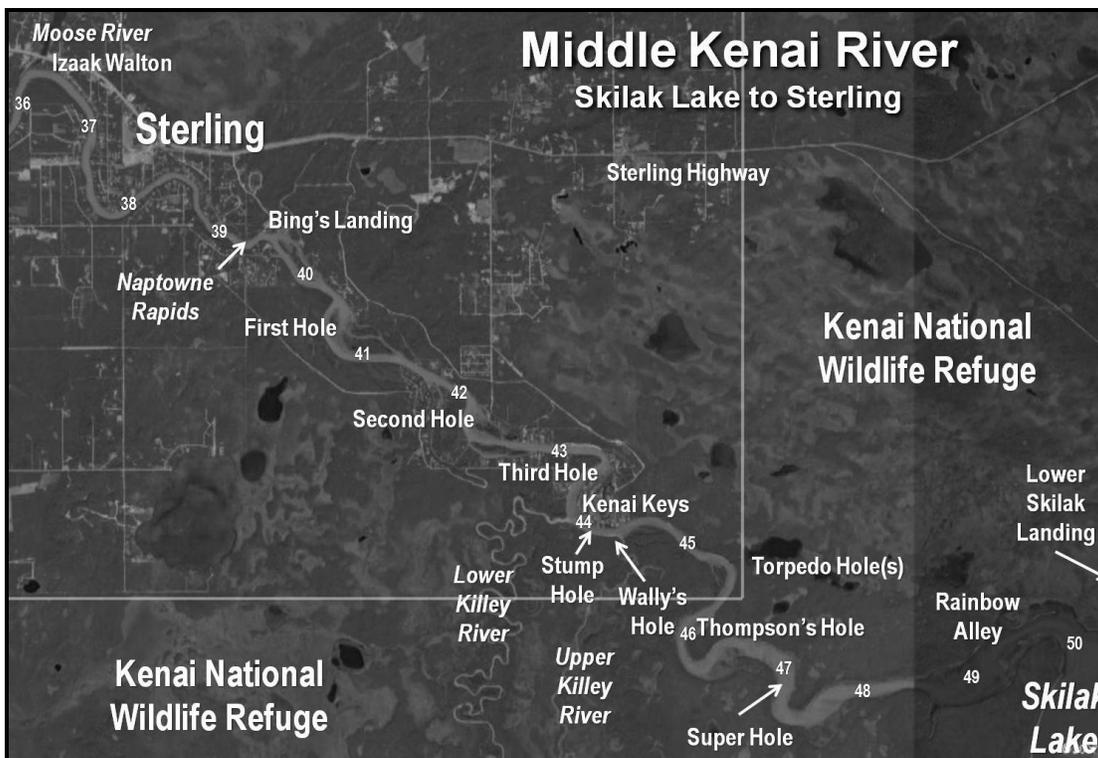 Middle Kenai River
Skilak Lake to Sterling
Moose River
Izaak Walton
36
37
Sterling
Sterling Highway
38
39
Bing's Landing
Naptowne
Rapids
40
First Hole
41
Kenai National
Wildlife Refuge
42
Second Hole
43
Third Hole
Kenai Keys
44
45
Lower
Skilak
Landing
Stump
Hole
Wally's
Hole
Torpedo Hole(s)
Lower
Killey
River
46
Thompson's Hole
Rainbow
Alley
50
49
Upper
Killey
River
47
48
Super Hole
Kenai National
Wildlife Refuge
Skilak
Lake